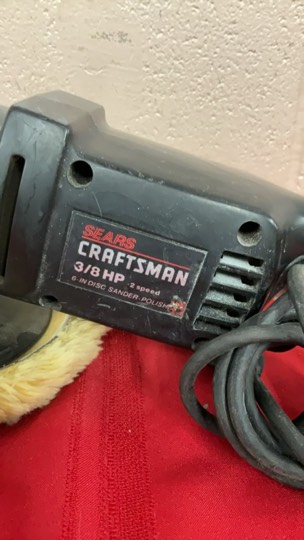 SEARS
CRAFTSMAN
3/8 HP - 2 speed
6-IN DISC SANDER-POLISHER